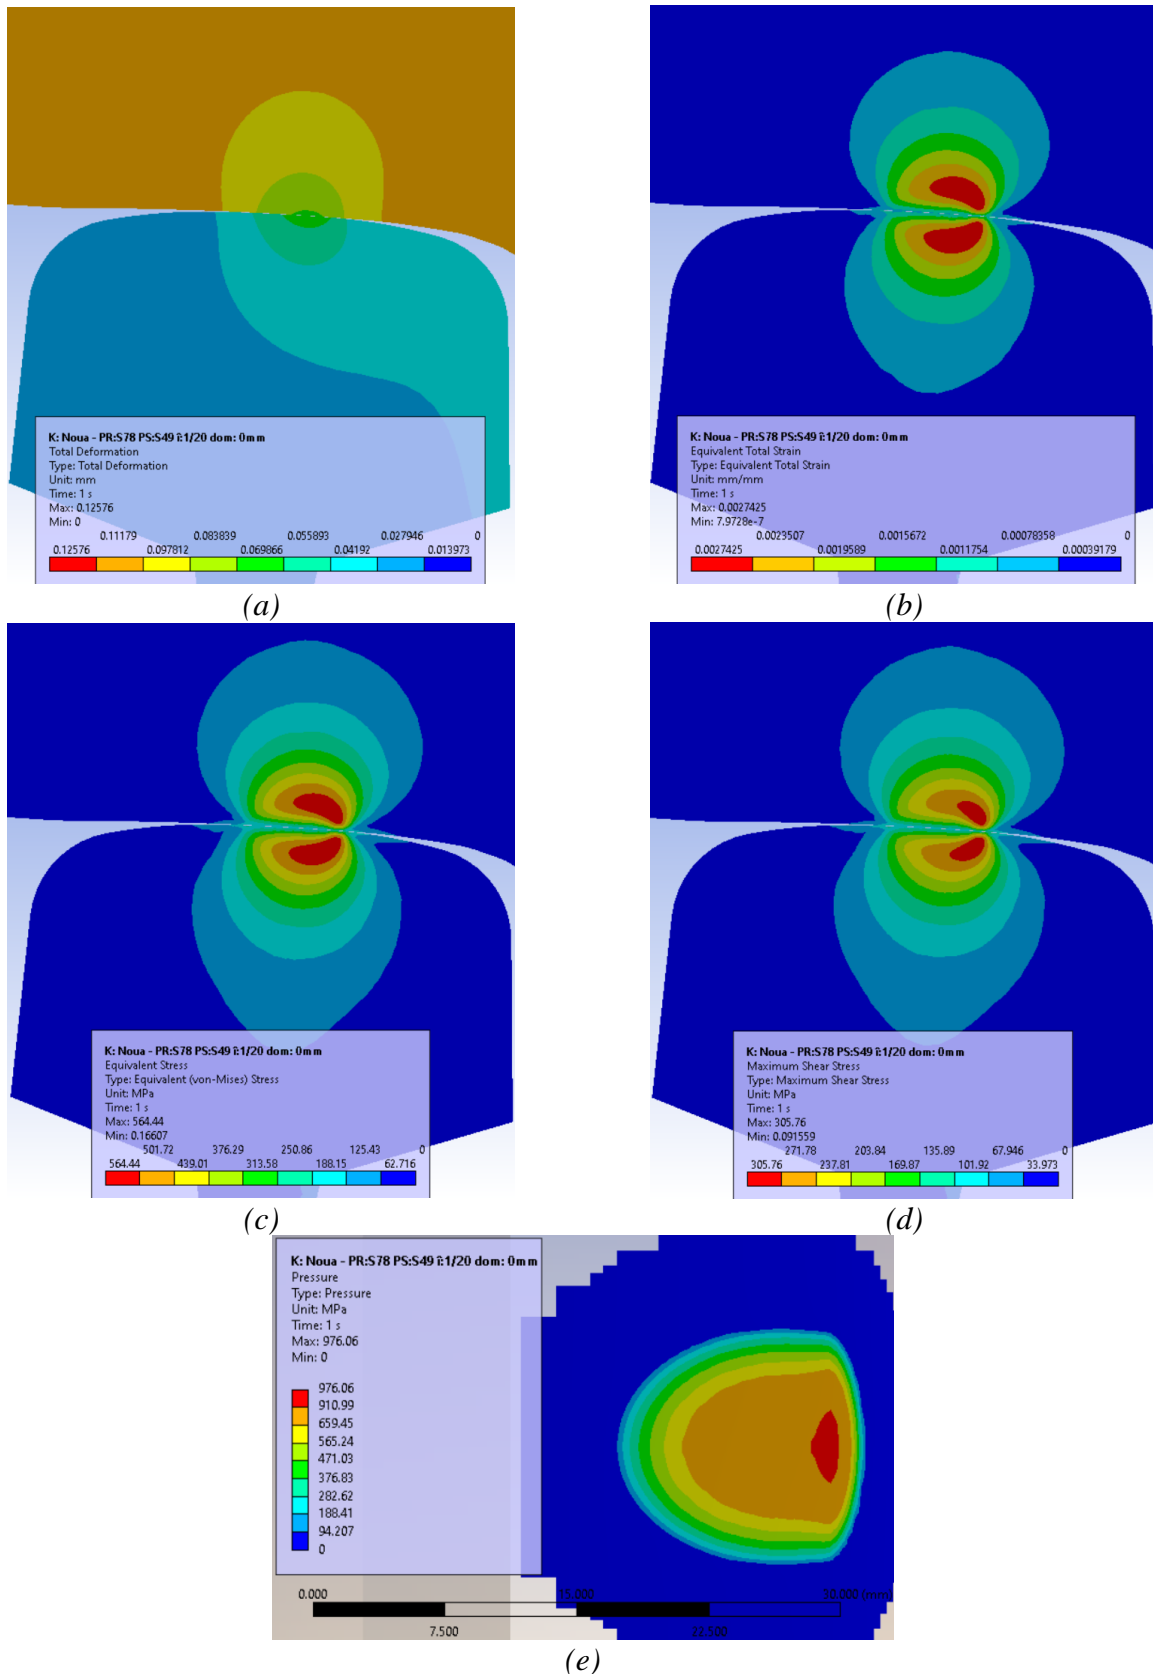 K: Noua - PR:S78 PS:S49 î:1/20 dom: 0mm
Total Deformation
Type: Total Deformation
Unit: mm
Time: 1 s
Max: 0.12576
Min: 0
0.11179 0.083839 0.055893 0.027946 0
0.12576 0.097812 0.069866 0.04192 0.013973
(a)
K: Noua - PR:S78 PS:S49 î:1/20 dom: 0mm
Equivalent Total Strain
Type: Equivalent Total Strain
Unit: mm/mm
Time: 1 s
Max: 0.0027425
Min: 7.9728e-7
0.0023507 0.0015672 0.00078358 0
0.0027425 0.0019589 0.0011754 0.00039179
(b)
K: Noua - PR:S78 PS:S49 î:1/20 dom: 0mm
Equivalent Stress
Type: Equivalent (von-Mises) Stress
Unit: MPa
Time: 1 s
Max: 564.44
Min: 0.16607
501.72 376.29 250.86 125.43 0
564.44 439.01 313.58 188.15 62.716
(c)
K: Noua - PR:S78 PS:S49 î:1/20 dom: 0mm
Maximum Shear Stress
Type: Maximum Shear Stress
Unit: MPa
Time: 1 s
Max: 305.76
Min: 0.091559
271.78 203.84 135.89 67.946 0
305.76 237.81 169.87 101.92 33.973
(d)
K: Noua - PR:S78 PS:S49 î:1/20 dom: 0mm
Pressure
Type: Pressure
Unit: MPa
Time: 1 s
Max: 976.06
Min: 0
976.06
910.99
659.45
565.24
471.03
376.83
282.62
188.41
94.207
0
0.000 15.000 30.000 (mm)
7.500 22.500
(e)